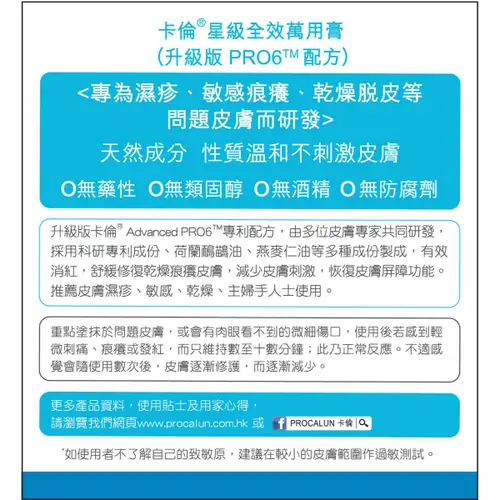 卡倫®星級全效萬用膏
(升級版 PRO6™ 配方)
<專為濕疹、敏感痕癢、乾燥脫皮等
問題皮膚而研發>
天然成分 性質溫和不刺激皮膚
O無藥性 O無類固醇 O無酒精 O無防腐劑
升級版卡倫® Advanced PRO6™專利配方，由多位皮膚專家共同研發，
採用科研專利成份、荷蘭鴯鶓油、燕麥仁油等多種成份製成，有效
消紅，舒緩修復乾燥痕癢皮膚，減少皮膚刺激，恢復皮膚屏障功能。
推薦皮膚濕疹、敏感、乾燥、主婦手人士使用。
重點塗抹於問題皮膚，或會有肉眼看不到的微細傷口，使用後若感到輕
微刺痛、痕癢或發紅，而只維持數至十數分鐘；此乃正常反應。不適感
覺會隨使用數次後，皮膚逐漸修護，而逐漸減少。
更多產品資料，使用貼士及用家心得，
請瀏覽我們網頁www.procalun.com.hk 或 f PROCALUN 卡倫
*如使用者不了解自己的致敏原，建議在較小的皮膚範圍作過敏測試。